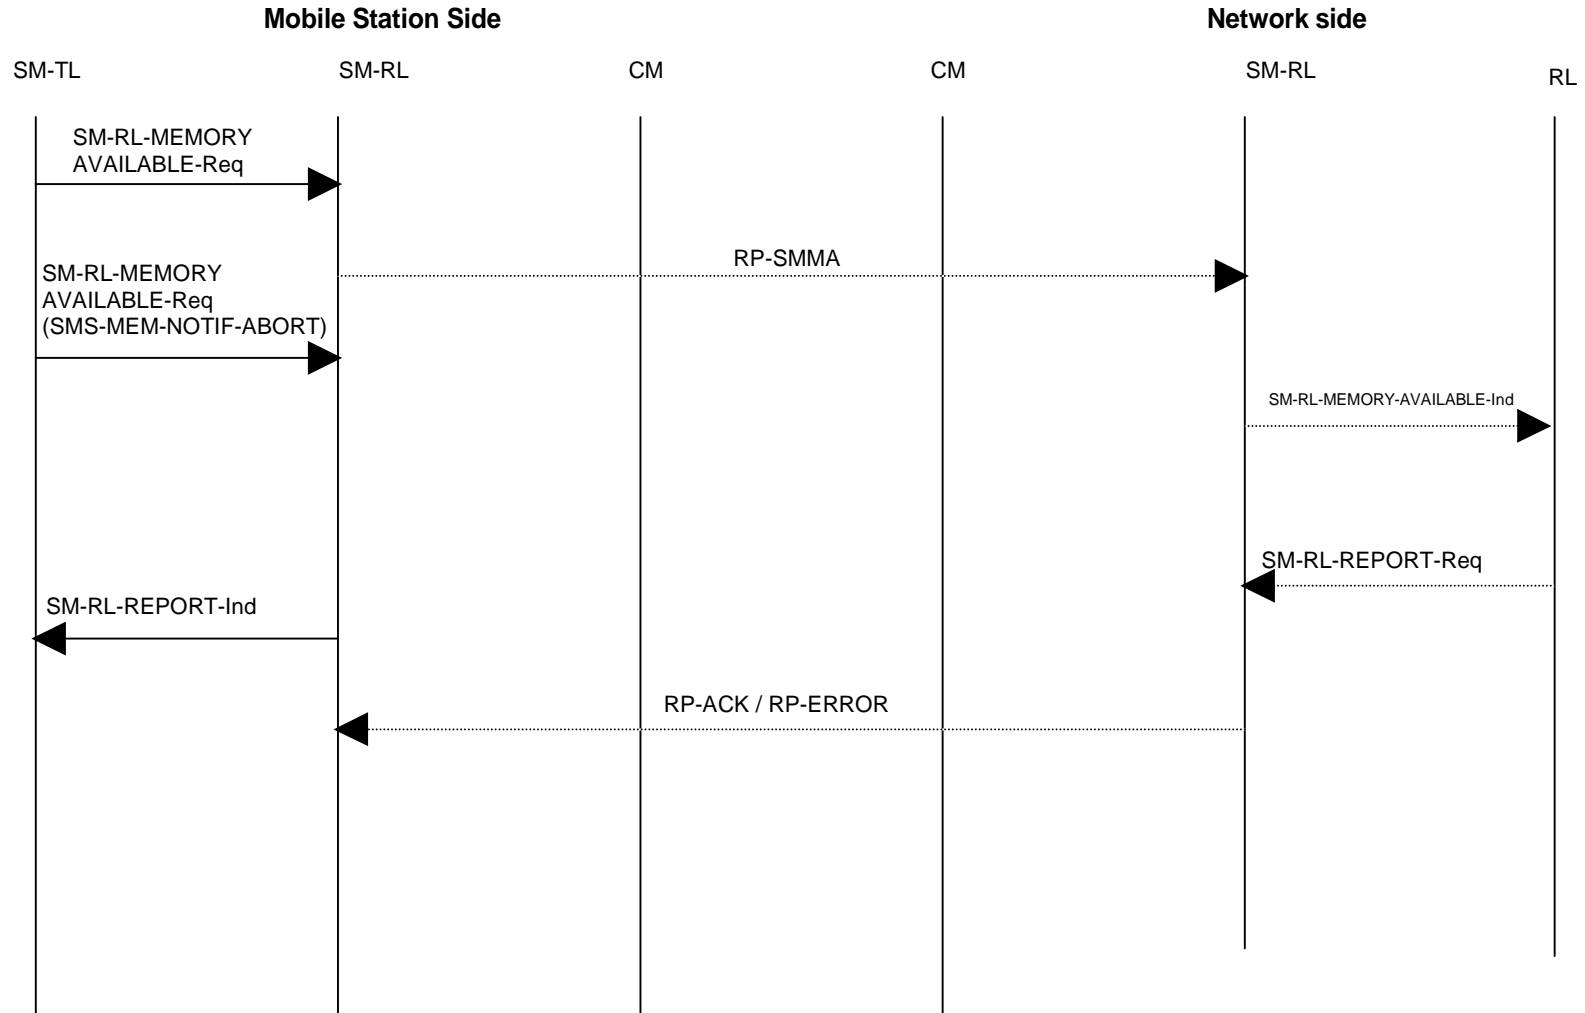 Mobile Station Side
Network side
SM-TL
SM-RL
CM
CM
SM-RL
RL
SM-RL-MEMORY
AVAILABLE-Req
RP-SMMA
SM-RL-MEMORY
AVAILABLE-Req
(SMS-MEM-NOTIF-ABORT)
SM-RL-MEMORY-AVAILABLE-Ind
SM-RL-REPORT-Req
SM-RL-REPORT-Ind
RP-ACK / RP-ERROR